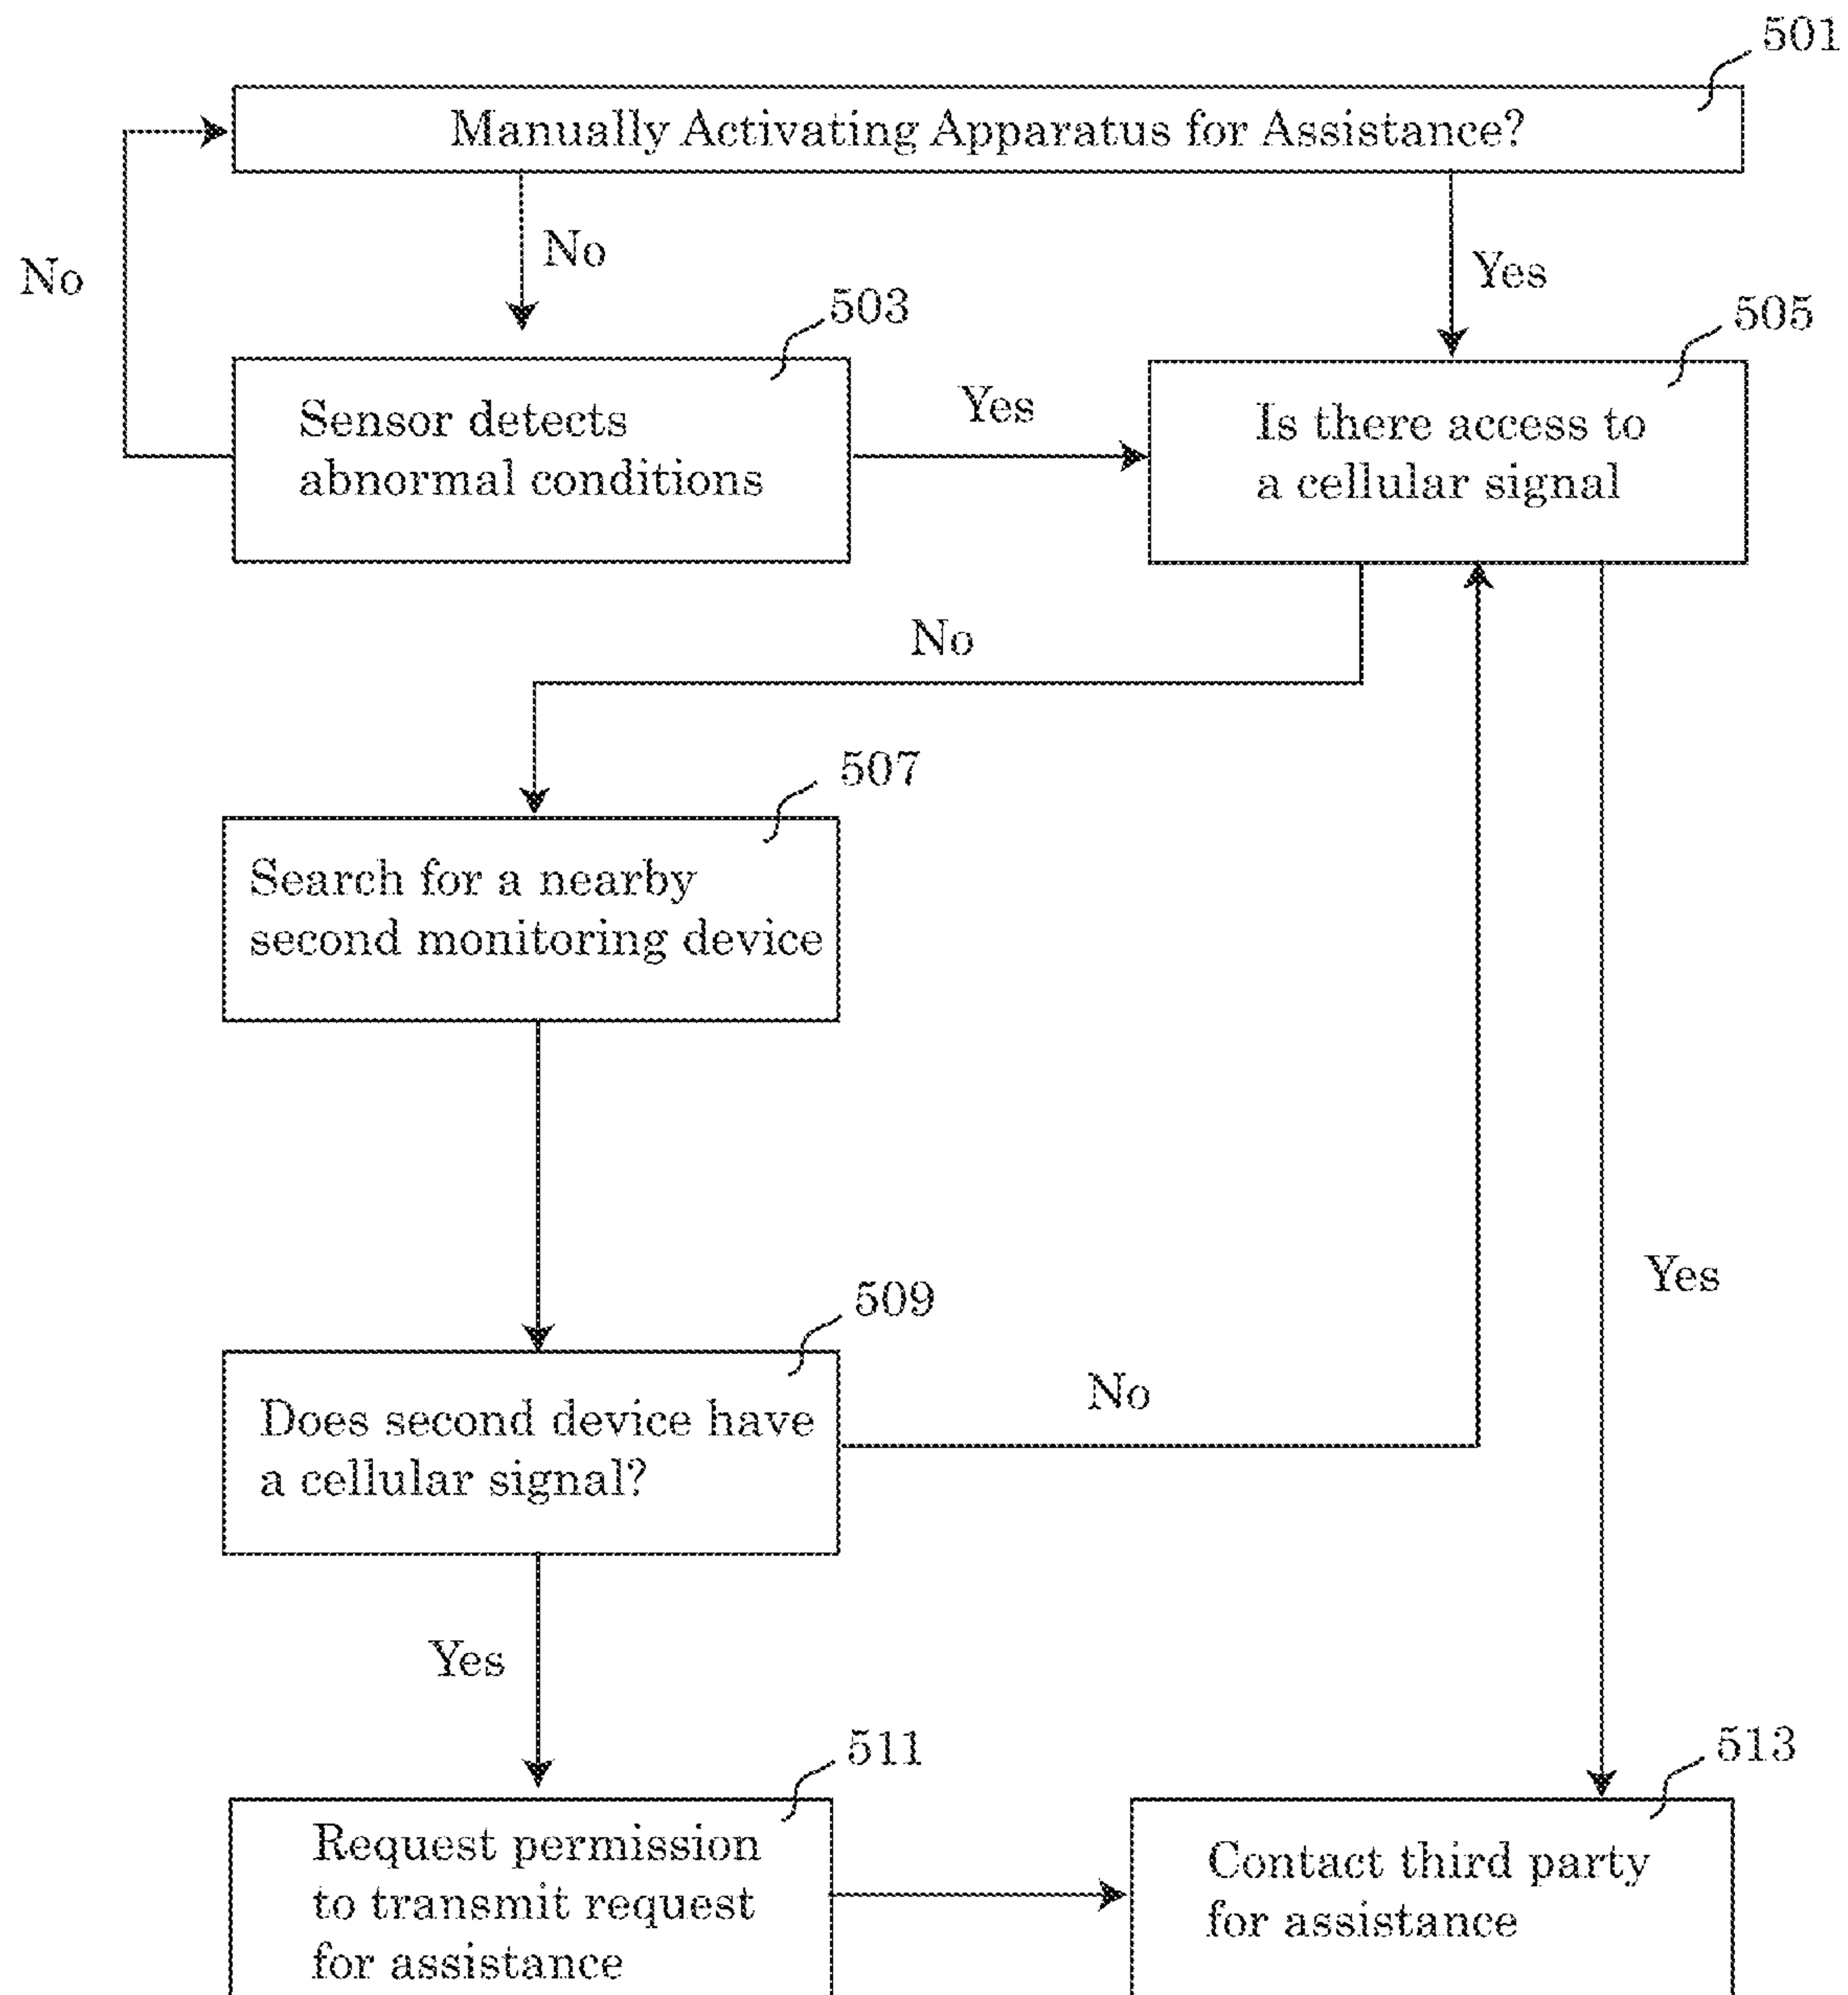 501
Manually Activating Apparatus for Assistance?
No
No
Yes
503
505
Sensor detects
abnormal conditions
Yes
Is there access to
a cellular signal
No
507
Search for a nearby
second monitoring device
Yes
509
Does second device have
a cellular signal?
No
Yes
511
513
Request permission
to transmit request
for assistance
Contact third party
for assistance